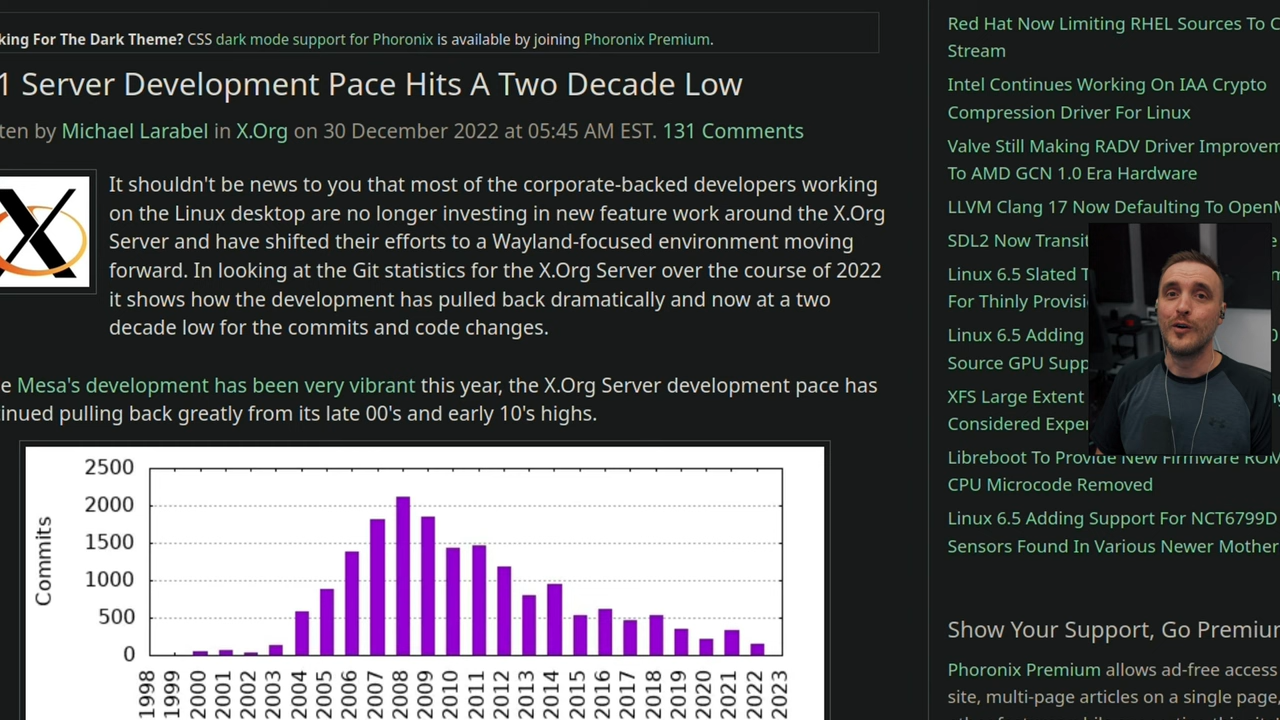 king For The Dark Theme? CSS dark mode support for Phoronix is available by joining Phoronix Premium.
1 Server Development Pace Hits A Two Decade Low
ten by Michael Larabel in X.Org on 30 December 2022 at 05:45 AM EST. 131 Comments
It shouldn't be news to you that most of the corporate-backed developers working
on the Linux desktop are no longer investing in new feature work around the X.Org
Server and have shifted their efforts to a Wayland-focused environment moving
forward. In looking at the Git statistics for the X.Org Server over the course of 2022
it shows how the development has pulled back dramatically and now at a two
decade low for the commits and code changes.
e Mesa's development has been very vibrant this year, the X.Org Server development pace has
tinued pulling back greatly from its late 00's and early 10's highs.
Commits
2500
2000
1500
1000
500
0
1998 1999 2000 2001 2002 2003 2004 2005 2006 2007 2008 2009 2010 2011 2012 2013 2014 2015 2016 2017 2018 2019 2020 2021 2022 2023
Red Hat Now Limiting RHEL Sources To C
Stream
Intel Continues Working On IAA Crypto
Compression Driver For Linux
Valve Still Making RADV Driver Improvem
To AMD GCN 1.0 Era Hardware
LLVM Clang 17 Now Defaulting To OpenM
SDL2 Now Transit
Linux 6.5 Slated T
For Thinly Provisi
Linux 6.5 Adding
Source GPU Supp
XFS Large Extent
Considered Exper
Libreboot To Provide New Firmware ROM
CPU Microcode Removed
Linux 6.5 Adding Support For NCT6799D
Sensors Found In Various Newer Mother
Show Your Support, Go Premiu
Phoronix Premium allows ad-free access
site, multi-page articles on a single page,